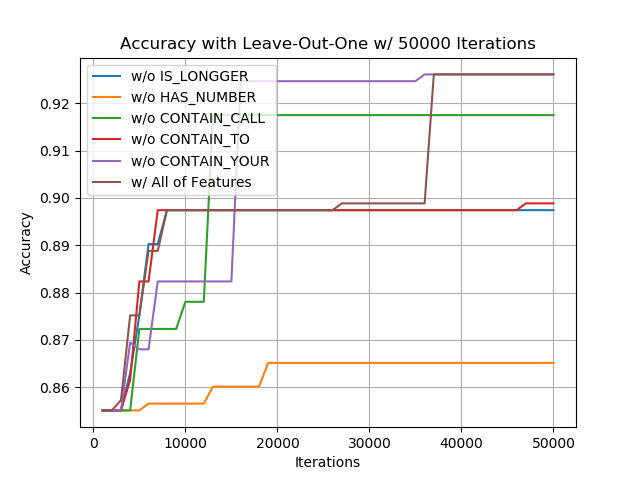 Accuracy with Leave-Out-One w/ 50000 Iterations
w/o IS_LONGGER
w/o HAS_NUMBER
w/o CONTAIN_CALL
w/o CONTAIN_TO
w/o CONTAIN_YOUR
w/ All of Features
Accuracy
0.92
0.91
0.90
0.89
0.88
0.87
0.86
0
10000
20000
30000
40000
50000
Iterations